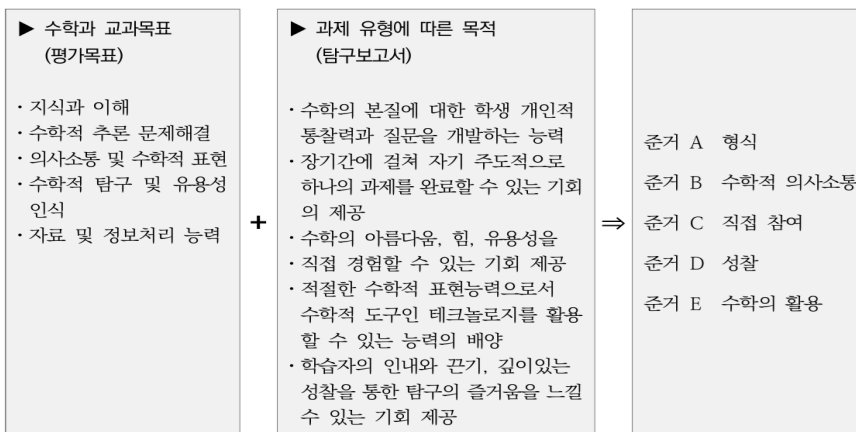 ▶ 수학과 교과목표
(평가목표)
· 지식과 이해
· 수학적 추론 문제해결
· 의사소통 및 수학적 표현
· 수학적 탐구 및 유용성
인식
· 자료 및 정보처리 능력
+
▶ 과제 유형에 따른 목적
(탐구보고서)
· 수학의 본질에 대한 학생 개인적
통찰력과 질문을 개발하는 능력
· 장기간에 걸쳐 자기 주도적으로
하나의 과제를 완료할 수 있는 기회
의 제공
· 수학의 아름다움, 힘, 유용성을
· 직접 경험할 수 있는 기회 제공
· 적절한 수학적 표현능력으로서
수학적 도구인 테크놀로지를 활용
할 수 있는 능력의 배양
· 학습자의 인내와 끈기, 깊이있는
성찰을 통한 탐구의 즐거움을 느낄
수 있는 기회 제공
⇒
준거 A 형식
준거 B 수학적 의사소통
준거 C 직접 참여
준거 D 성찰
준거 E 수학의 활용